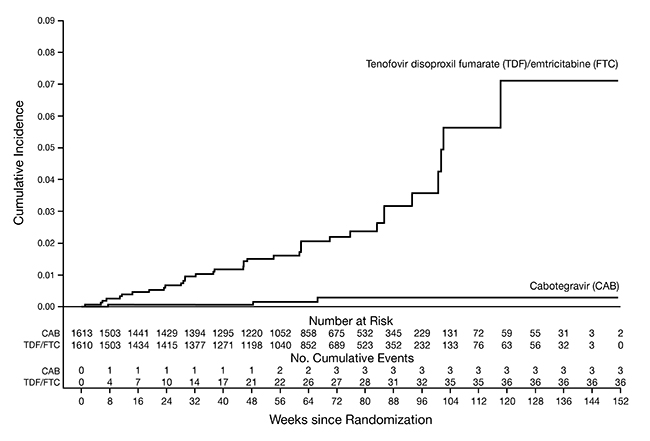 0.09
0.08
Tenofovir disoproxil fumarate (TDF)/emtricitabine (FTC)
0.07
0.06
0.05
0.04
0.03
0.02
0.01
Cabotegravir (CAB)
0.00
Cumulative Incidence
Number at Risk
CAB 1613 1503 1441 1429 1394 1295 1220 1052 858 675 532 345 229 131 72 59 55 31 3 2
TDF/FTC 1610 1503 1434 1415 1377 1271 1198 1040 852 689 523 352 232 133 76 63 56 32 3 0
No. Cumulative Events
CAB 0 1 1 1 1 1 1 2 2 3 3 3 3 3 3 3 3 3 3 3
TDF/FTC 0 4 7 10 14 17 21 22 26 27 28 31 32 35 35 36 36 36 36 36
0 8 16 24 32 40 48 56 64 72 80 88 96 104 112 120 128 136 144 152
Weeks since Randomization